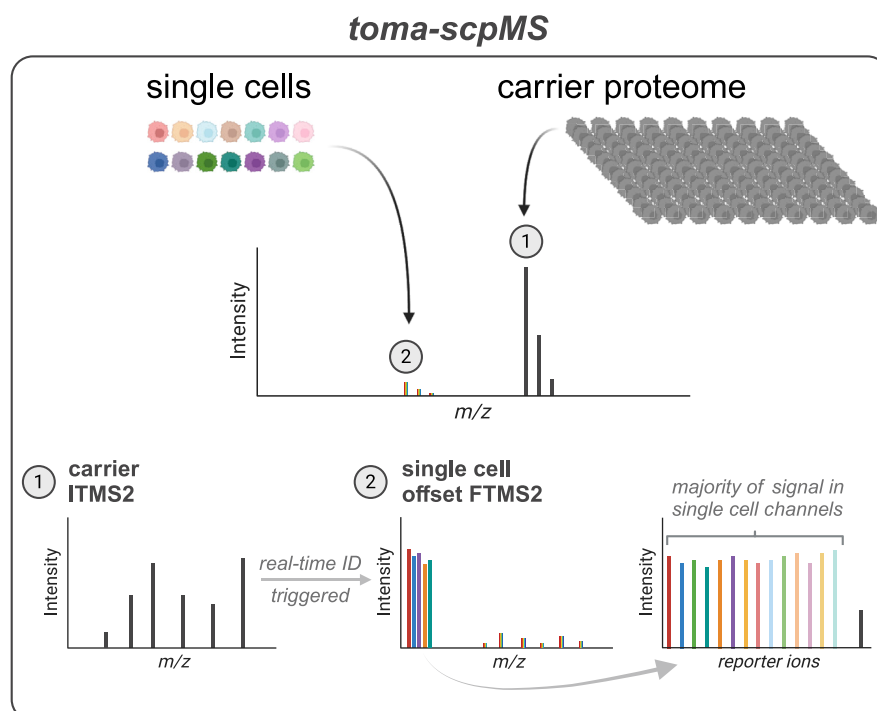 toma-scpMS
single cells
carrier proteome
1
Intensity
2
m/z
1
carrier
ITMS2
Intensity
m/z
real-time ID
triggered
2
single cell
offset FTMS2
Intensity
m/z
majority of signal in
single cell channels
Intensity
reporter ions